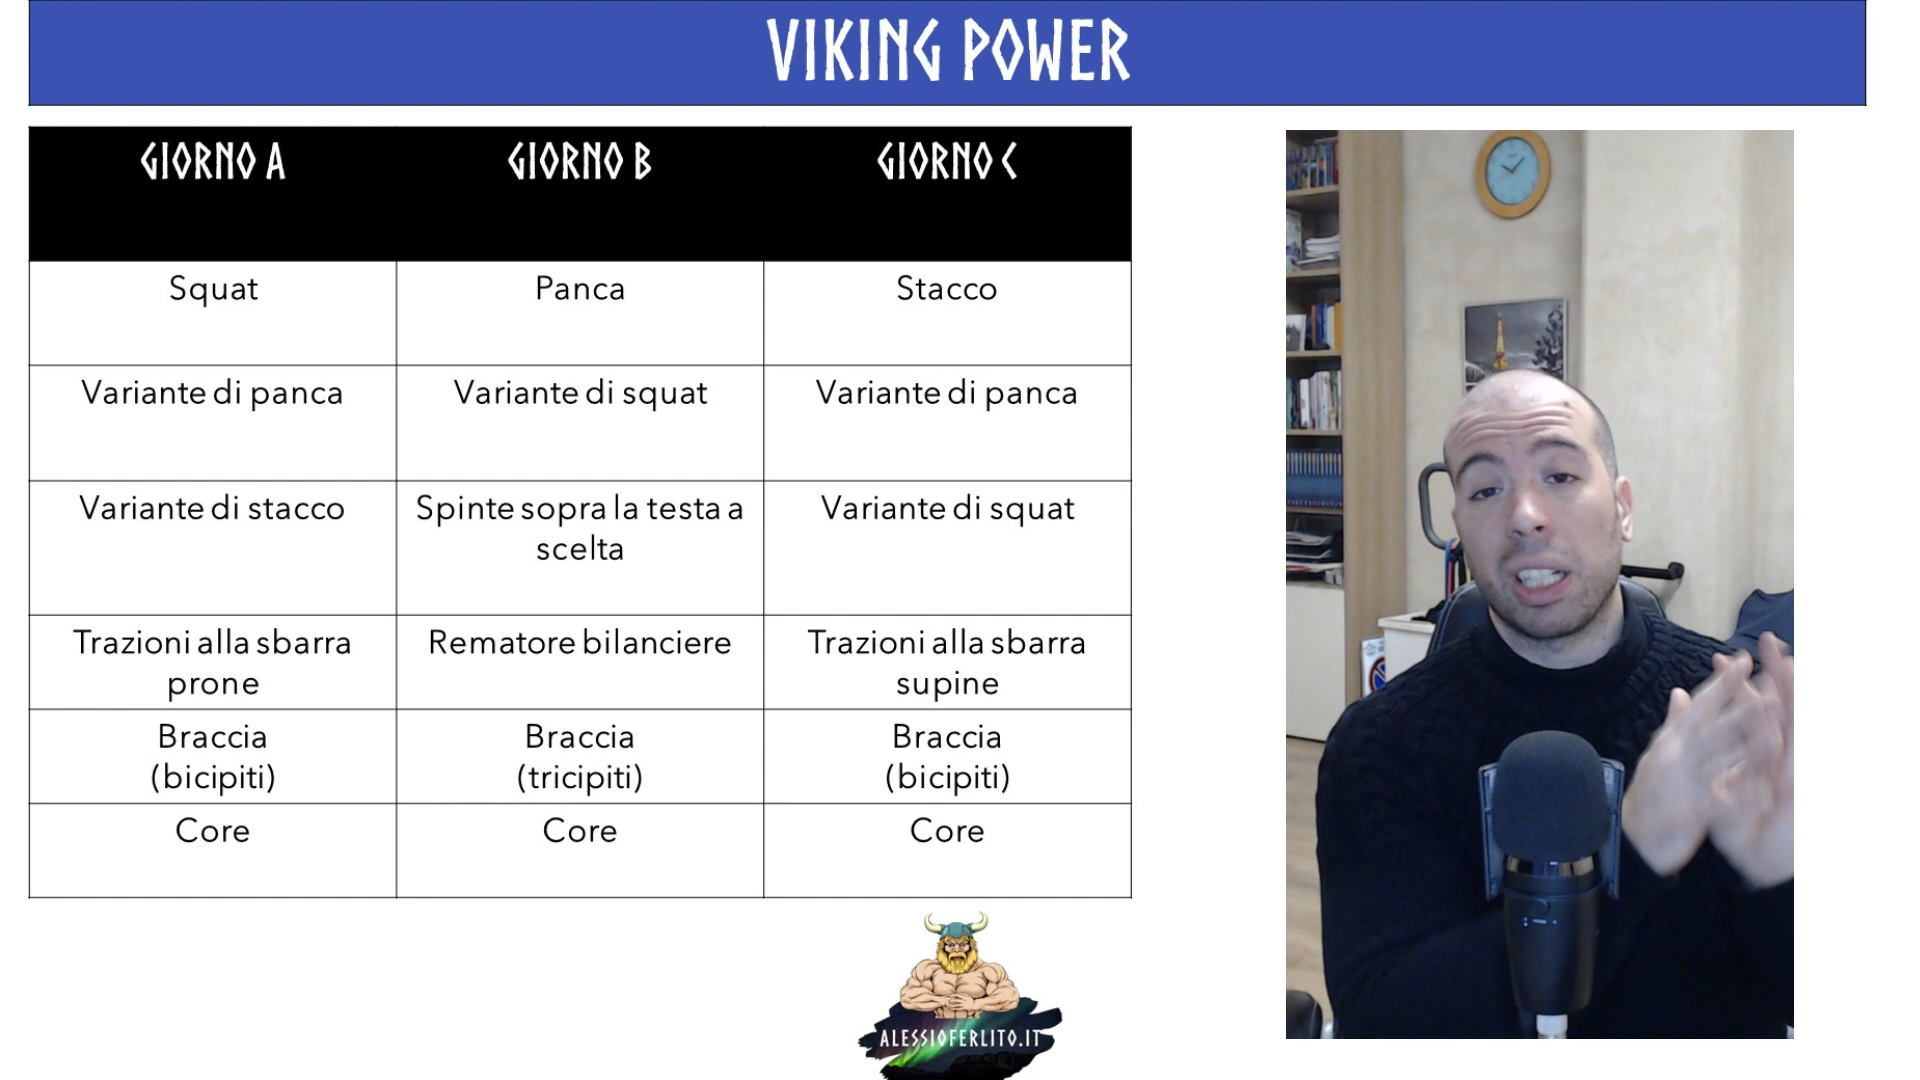 VIKING POWER
GIORNO A
GIORNO B
GIORNO C
Squat
Panca
Stacco
Variante di panca
Variante di squat
Variante di panca
Variante di stacco
Spinte sopra la testa a
scelta
Variante di squat
Trazioni alla sbarra
prone
Rematore bilanciere
Trazioni alla sbarra
supine
Braccia
(bicipiti)
Braccia
(tricipiti)
Braccia
(bicipiti)
Core
Core
Core
ALESSIOFERLITO.IT